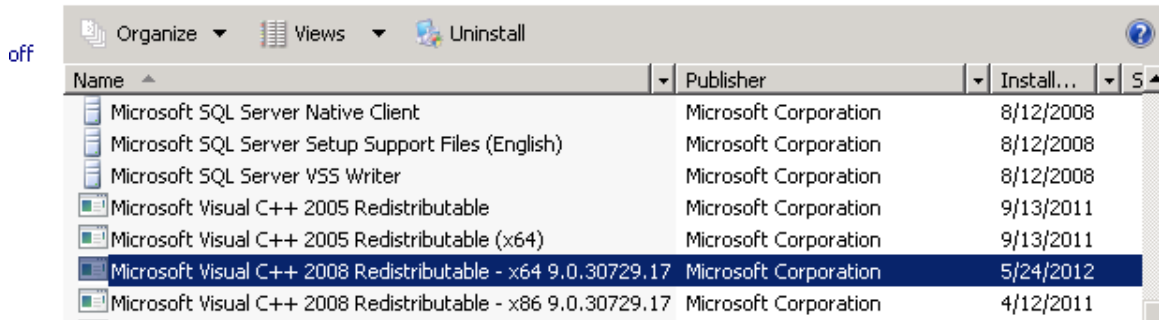 Organize Views Uninstall
off
Name Publisher Install... S
Microsoft SQL Server Native Client Microsoft Corporation 8/12/2008
Microsoft SQL Server Setup Support Files (English) Microsoft Corporation 8/12/2008
Microsoft SQL Server VSS Writer Microsoft Corporation 8/12/2008
Microsoft Visual C++ 2005 Redistributable Microsoft Corporation 9/13/2011
Microsoft Visual C++ 2005 Redistributable (x64) Microsoft Corporation 9/13/2011
Microsoft Visual C++ 2008 Redistributable - x64 9.0.30729.17 Microsoft Corporation 5/24/2012
Microsoft Visual C++ 2008 Redistributable - x86 9.0.30729.17 Microsoft Corporation 4/12/2011